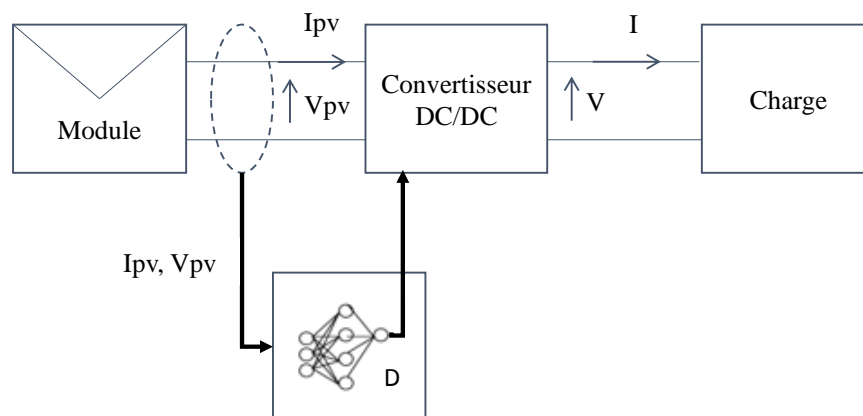 Ipv
I
Module
Vpv
Convertisseur
DC/DC
V
Charge
Ipv, Vpv
D